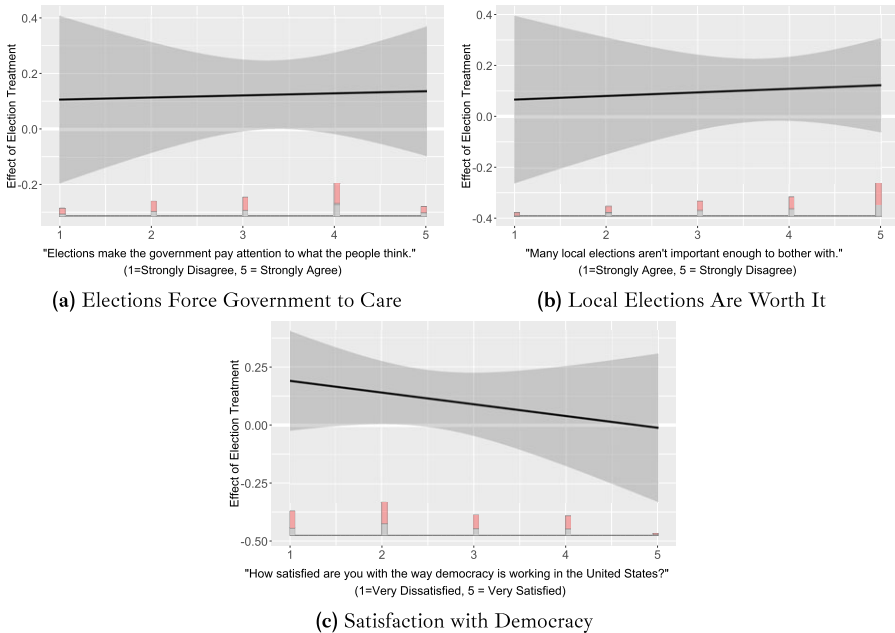 Effect of Election Treatment
0.4
0.2
0.0
-0.2
1 2 3 4 5
"Elections make the government pay attention to what the people think."
(1=Strongly Disagree, 5 = Strongly Agree)
(a) Elections Force Government to Care
Effect of Election Treatment
0.4
0.2
0.0
-0.2
-0.4
1 2 3 4 5
"Many local elections aren't important enough to bother with."
(1=Strongly Agree, 5 = Strongly Disagree)
(b) Local Elections Are Worth It
Effect of Election Treatment
0.25
0.00
-0.25
-0.50
1 2 3 4 5
"How satisfied are you with the way democracy is working in the United States?"
(1=Very Dissatisfied, 5 = Very Satisfied)
(c) Satisfaction with Democracy